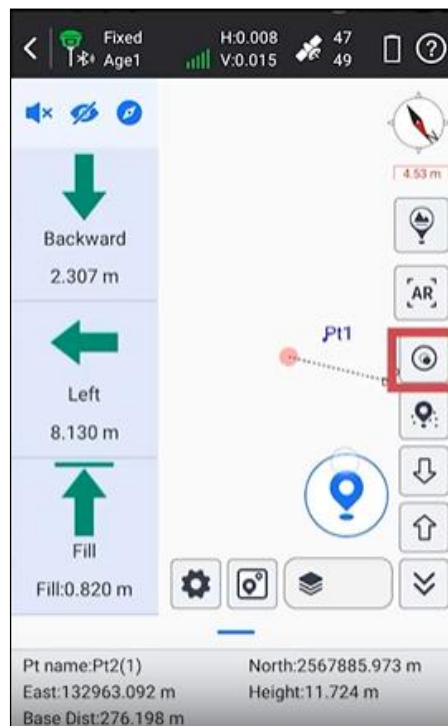 Fixed
Age1
H:0.008
V:0.015
47
49
N
4.53 m
Backward
2.307 m
AR
Pt1
Left
8.130 m
Fill
Fill:0.820 m
Pt name:Pt2(1)
North:2567885.973 m
East:132963.092 m
Height:11.724 m
Base Dist:276.198 m